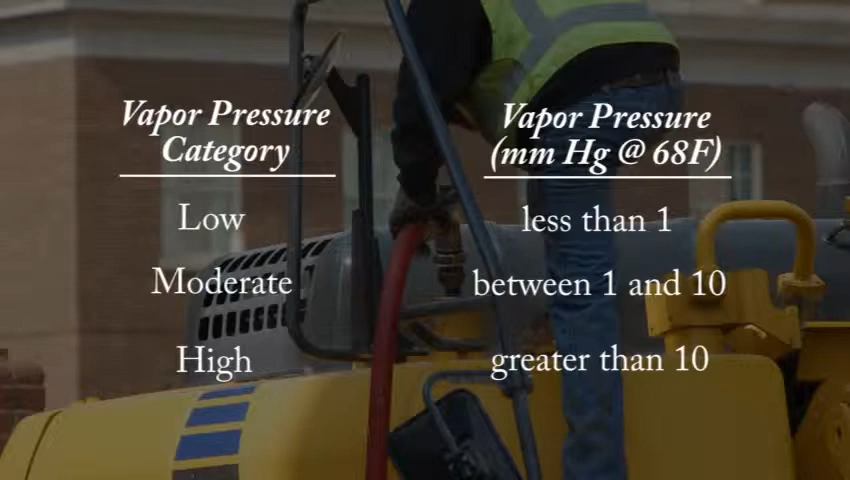 Vapor Pressure Category
Vapor Pressure (mm Hg @ 68F)
Low
less than 1
Moderate
between 1 and 10
High
greater than 10